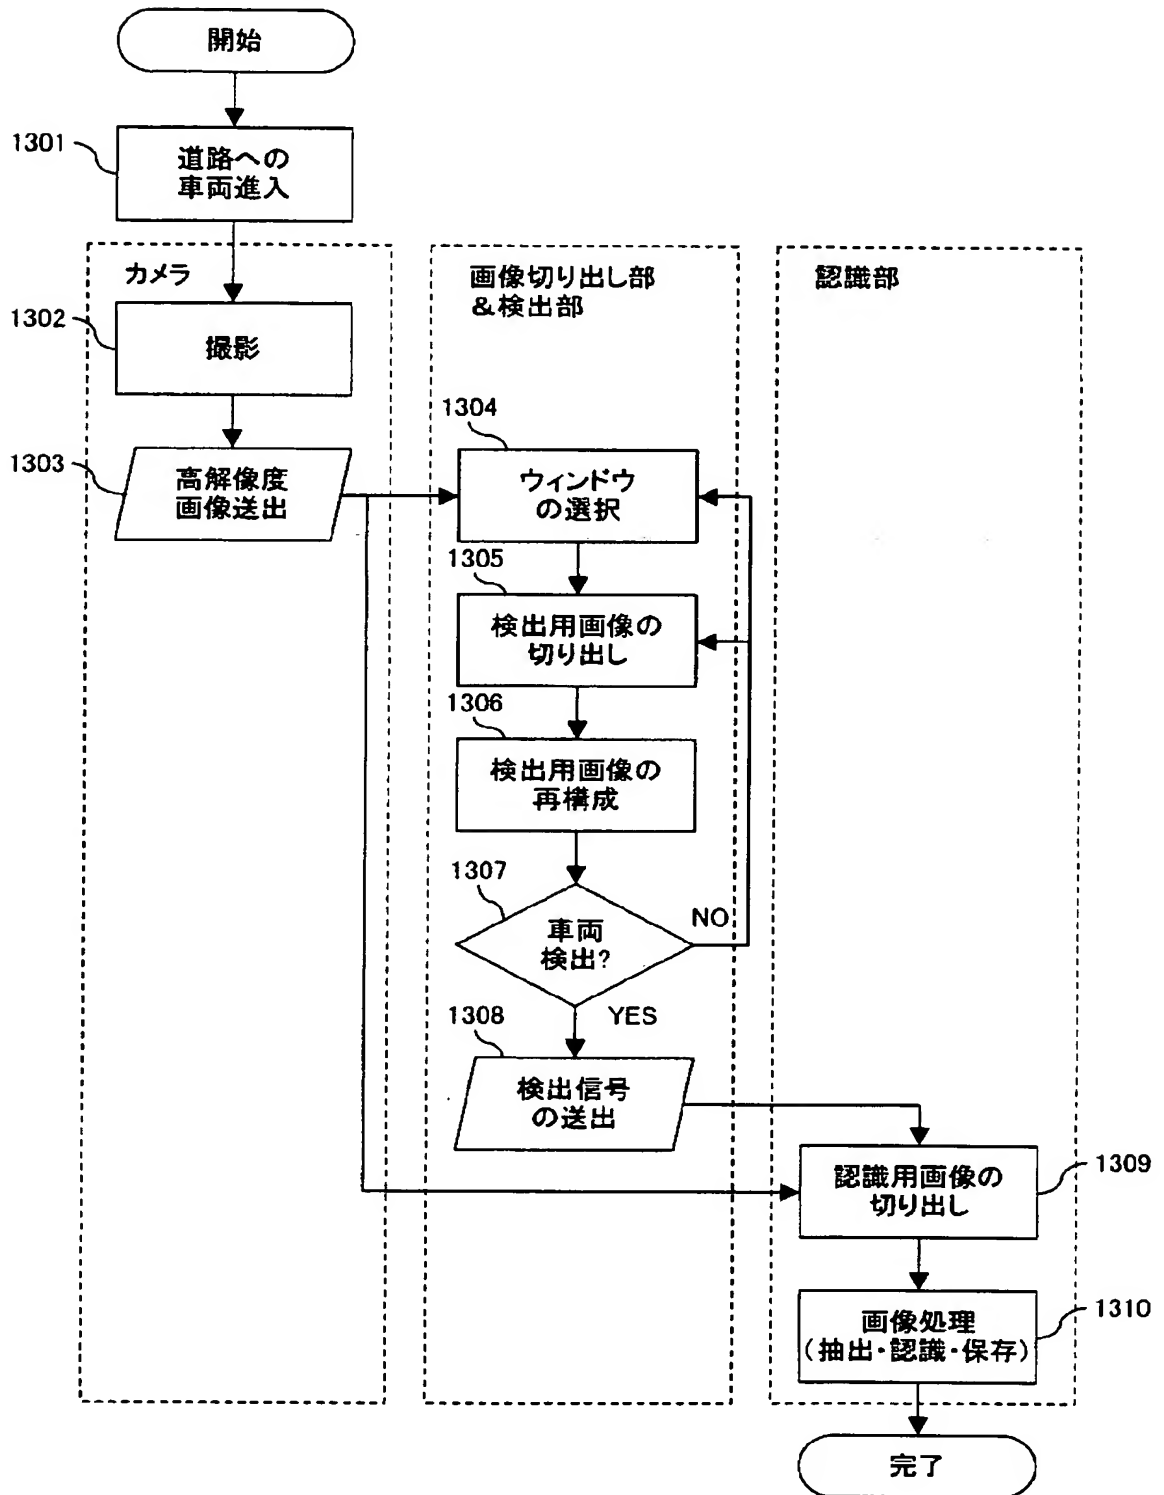 開始
1301
道路への
車両進入
カメラ
1302
撮影
1303
高解像度
画像送出
画像切り出し部
&検出部
1304
ウィンドウ
の選択
1305
検出用画像の
切り出し
1306
検出用画像の
再構成
1307
車両
検出?
NO
YES
1308
検出信号
の送出
認識部
1309
認識用画像の
切り出し
1310
画像処理
(抽出・認識・保存)
完了